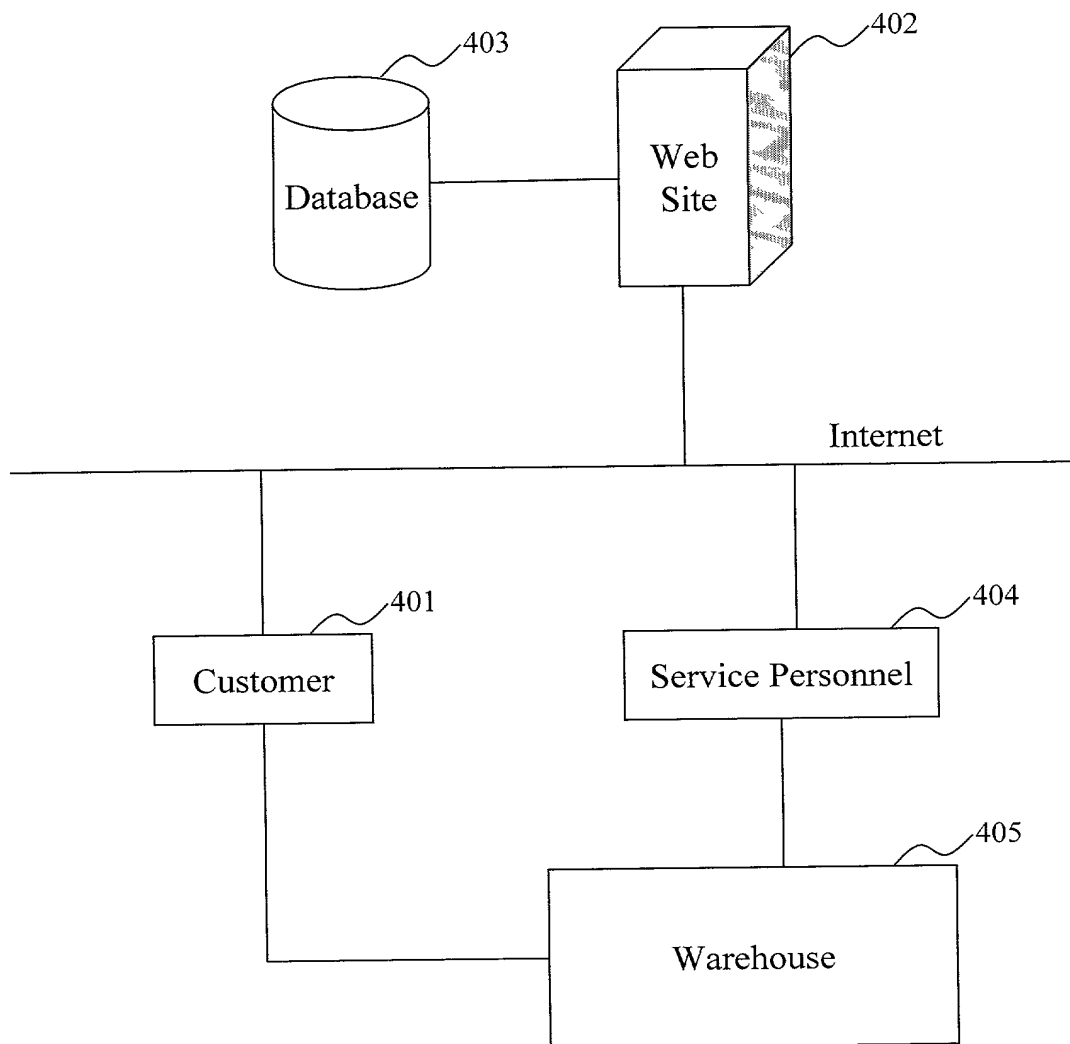 403
402
Database
Web
Site
Internet
401
404
Customer
Service Personnel
405
Warehouse